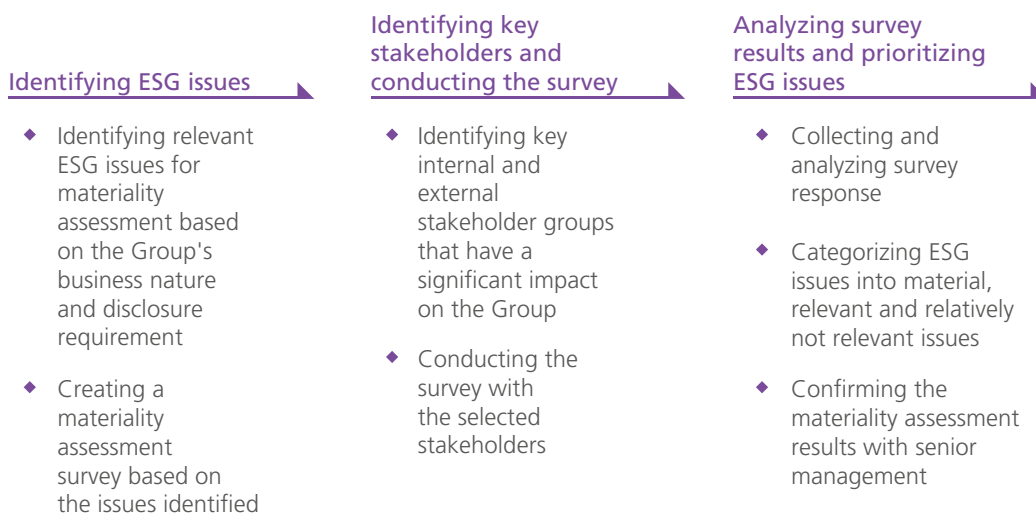 Identifying ESG issues
◆ Identifying relevant
ESG issues for
materiality
assessment based
on the Group's
business nature
and disclosure
requirement
◆ Creating a
materiality
assessment
survey based on
the issues identified
Identifying key
stakeholders and
conducting the survey
◆ Identifying key
internal and
external
stakeholder groups
that have a
significant impact
on the Group
◆ Conducting the
survey with
the selected
stakeholders
Analyzing survey
results and prioritizing
ESG issues
◆ Collecting and
analyzing survey
response
◆ Categorizing ESG
issues into material,
relevant and relatively
not relevant issues
◆ Confirming the
materiality assessment
results with senior
management